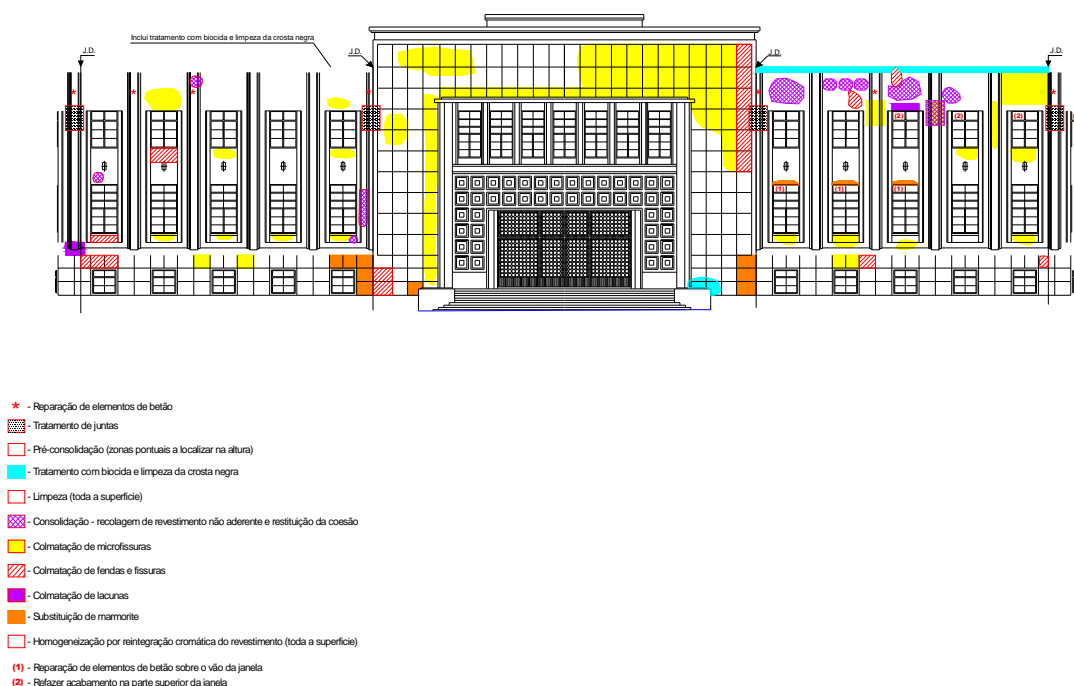 Inclui tratamento com biocida e limpeza da crosta negra
J.D.
J.D.
J.D.
J.D.
*
*
*
*
*
*
*
(2)
(2)
(2)
(1)
(1)
(1)
* - Reparação de elementos de betão
- Tratamento de juntas
- Pré-consolidação (zonas pontuais a localizar na altura)
- Tratamento com biocida e limpeza da crosta negra
- Limpeza (toda a superficie)
- Consolidação - recolagem de revestimento não aderente e restituição da coesão
- Colmatação de microfissuras
- Colmatação de fendas e fissuras
- Colmatação de lacunas
- Substituição de marmorite
- Homogeneização por reintegração cromática do revestimento (toda a superficie)
(1) - Reparação de elementos de betão sobre o vão da janela
(2) - Refazer acabamento na parte superior da janela